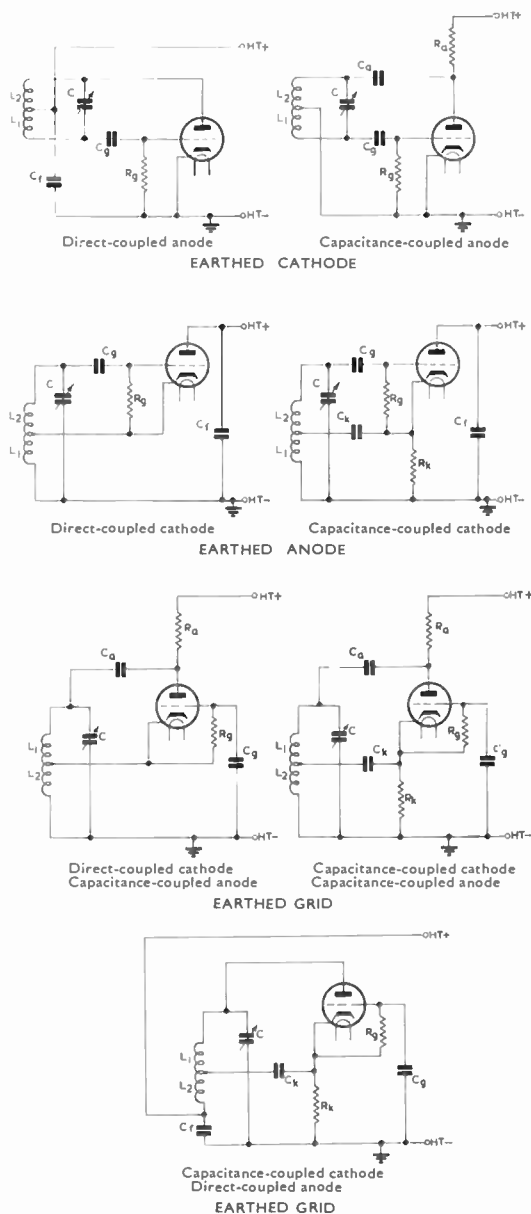 HT+
HT+
Ra
Ca
L2
C
L2
C
L1
L1
Cg
Cg
Rg
Rg
Cf
HT−
HT−
Direct-coupled anode
Capacitance-coupled anode
EARTHED CATHODE
HT+
HT+
Cg
Cg
C
C
Rg
Rg
L2
L2
Cf
Ck
Cf
L1
L1
Rk
HT−
HT−
Direct-coupled cathode
Capacitance-coupled cathode
EARTHED ANODE
HT+
HT+
Ra
Ra
Ca
Ca
Rg
Rg
L1
C
L1
C
Ck
Cg
Cg
L2
L2
Rk
HT−
HT−
Direct-coupled cathode
Capacitance-coupled anode
Capacitance-coupled cathode
Capacitance-coupled anode
EARTHED GRID
HT+
Rg
C
L1
Ck
Cg
L2
Rk
Cf
HT−
Capacitance-coupled cathode
Direct-coupled anode
EARTHED GRID